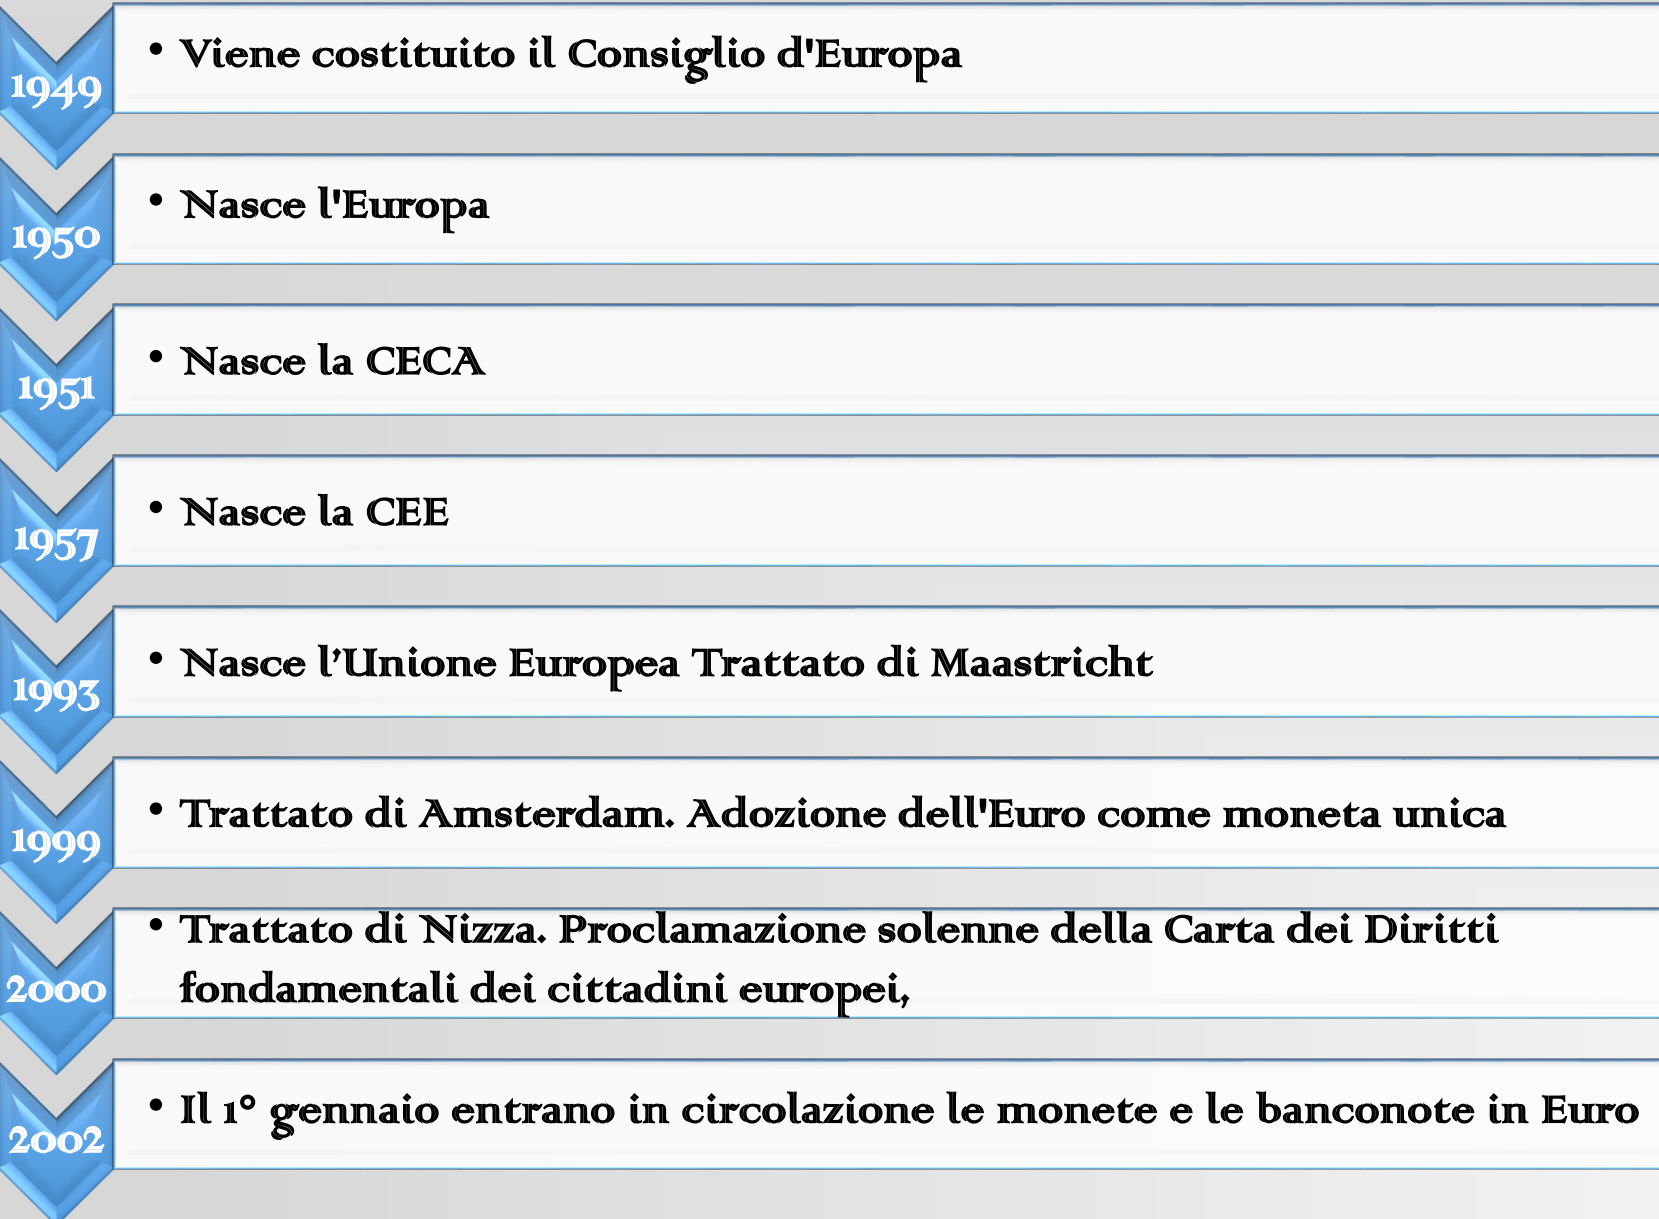 1949
• Viene costituito il Consiglio d'Europa
1950
• Nasce l'Europa
1951
• Nasce la CECA
1957
• Nasce la CEE
1993
• Nasce l’Unione Europea Trattato di Maastricht
1999
• Trattato di Amsterdam. Adozione dell'Euro come moneta unica
2000
• Trattato di Nizza. Proclamazione solenne della Carta dei Diritti
fondamentali dei cittadini europei,
2002
• Il 1° gennaio entrano in circolazione le monete e le banconote in Euro